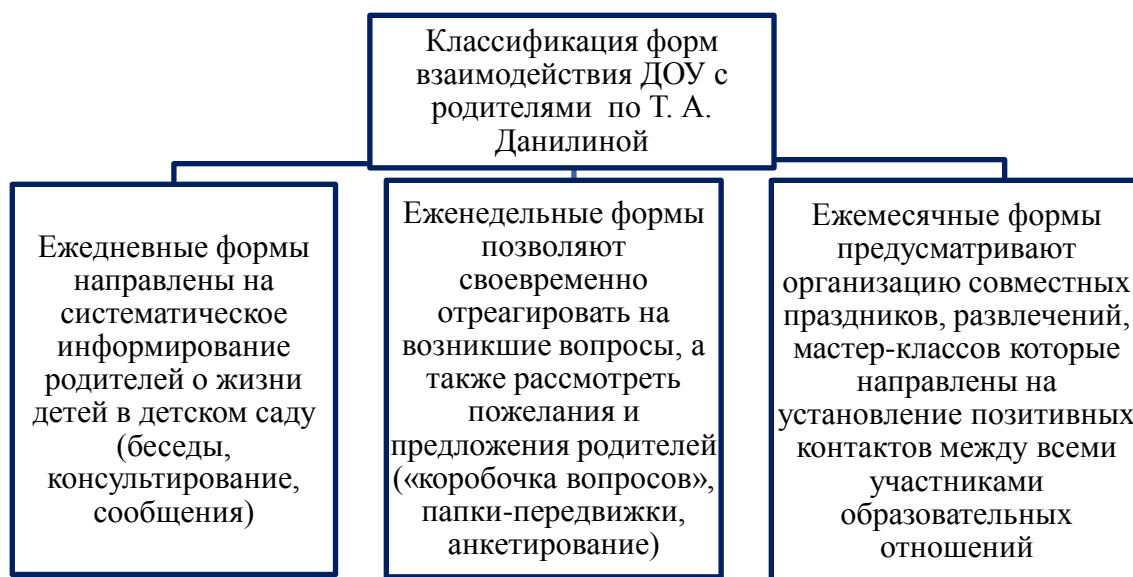 Классификация форм
взаимодействия ДОУ с
родителями по Т. А.
Данилиной
Ежедневные формы
направлены на
систематическое
информирование
родителей о жизни
детей в детском саду
(беседы,
консультирование,
сообщения)
Еженедельные формы
позволяют
своевременно
отреагировать на
возникшие вопросы, а
также рассмотреть
пожелания и
предложения родителей
(«коробочка вопросов»,
папки-передвижки,
анкетирование)
Ежемесячные формы
предусматривают
организацию совместных
праздников, развлечений,
мастер-классов которые
направлены на
установление позитивных
контактов между всеми
участниками
образовательных
отношений